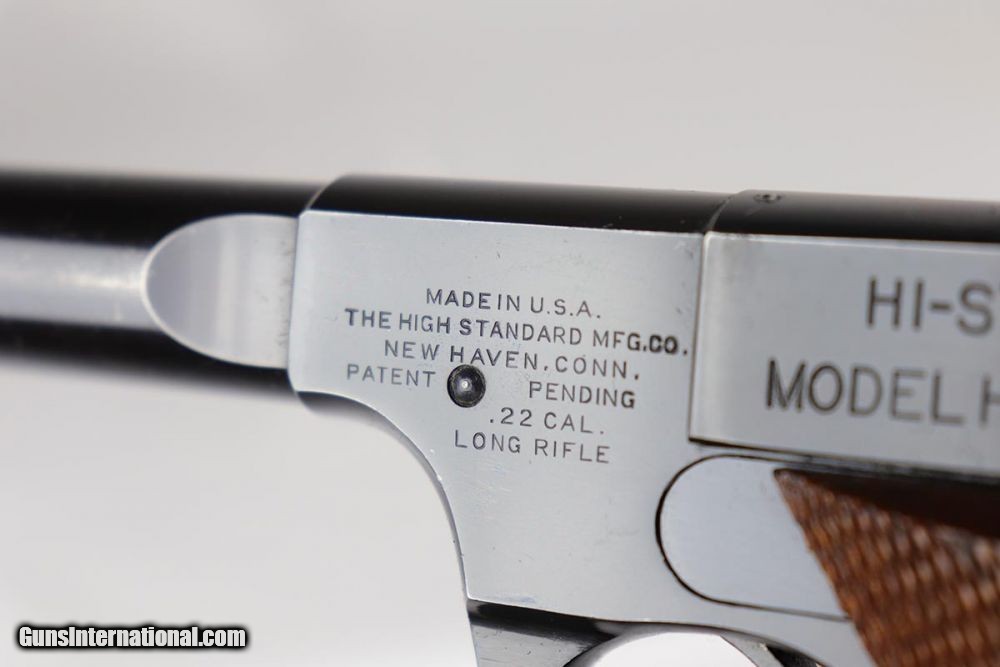 MADE IN U.S.A.
THE HIGH STANDARD MFG.CO.
NEW HAVEN, CONN.
PATENT PENDING
.22 CAL.
LONG RIFLE
HI-S
MODEL H
GunsInternational.com